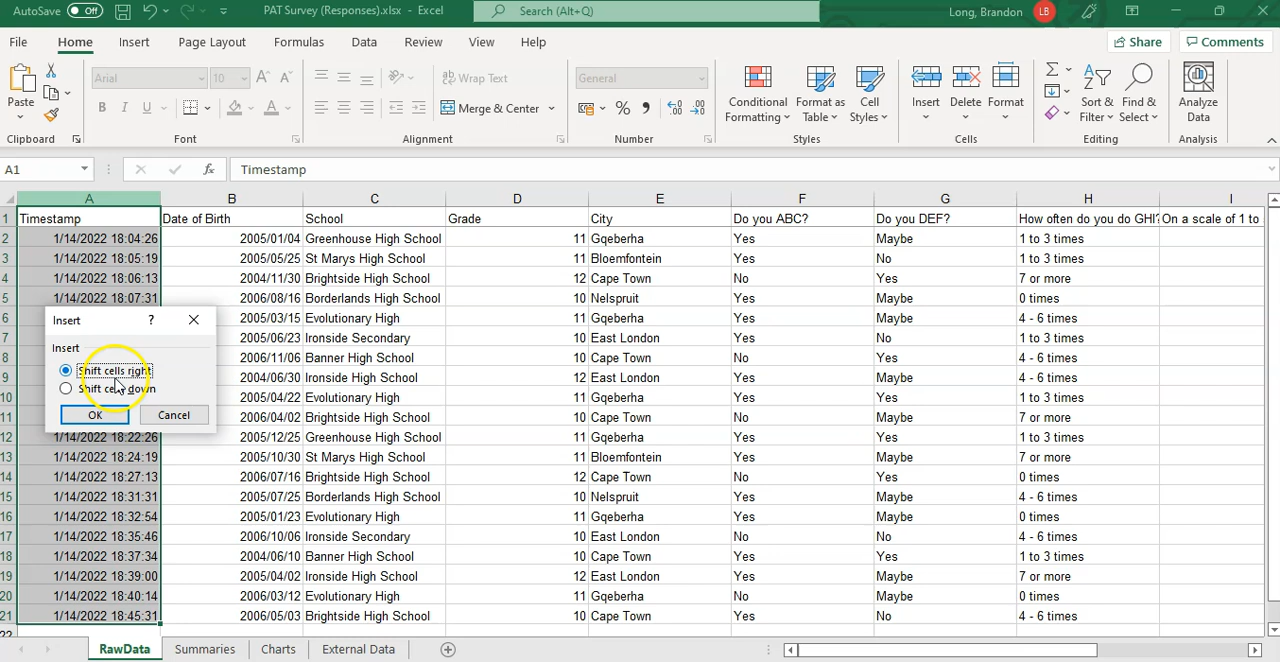 AutoSave Off PAT Survey (Responses).xlsx - Excel Search (Alt+Q) Long, Brandon LB
File Home Insert Page Layout Formulas Data Review View Help Share Comments
Paste Arial 10 Wrap Text Merge & Center General Conditional Formatting Format as Table Cell Styles Insert Delete Format Sort & Filter Find & Select Analyze Data
Clipboard Font Alignment Number Styles Cells Editing Analysis
A1 fx Timestamp
A B C D E F G H I
1 Timestamp Date of Birth School Grade City Do you ABC? Do you DEF? How often do you do GHI? On a scale of 1 to
2 1/14/2022 18:04:26 2005/01/04 Greenhouse High School 11 Gqeberha Yes Maybe 1 to 3 times
3 1/14/2022 18:05:19 2005/05/25 St Marys High School 11 Bloemfontein Yes No 1 to 3 times
4 1/14/2022 18:06:13 2004/11/30 Brightside High School 12 Cape Town No Yes 7 or more
5 1/14/2022 18:07:31 2006/08/16 Borderlands High School 10 Nelspruit Yes Maybe 0 times
6 2005/03/15 Evolutionary High 11 Gqeberha Yes Maybe 4 - 6 times
7 2005/06/23 Ironside Secondary 10 East London Yes No 1 to 3 times
8 2006/11/06 Banner High School 10 Cape Town No Yes 4 - 6 times
9 2004/06/30 Ironside High School 12 East London Yes Maybe 4 - 6 times
10 2005/04/22 Evolutionary High 11 Gqeberha Yes Yes 1 to 3 times
11 2006/04/02 Brightside High School 10 Cape Town No Maybe 7 or more
12 1/14/2022 18:22:26 2005/12/25 Greenhouse High School 11 Gqeberha Yes Yes 1 to 3 times
13 1/14/2022 18:24:19 2005/10/30 St Marys High School 11 Bloemfontein Yes Maybe 7 or more
14 1/14/2022 18:27:13 2006/07/16 Brightside High School 12 Cape Town No Yes 0 times
15 1/14/2022 18:31:31 2005/07/25 Borderlands High School 10 Nelspruit Yes Maybe 4 - 6 times
16 1/14/2022 18:32:54 2005/01/23 Evolutionary High 11 Gqeberha Yes Maybe 4 - 6 times
17 1/14/2022 18:35:46 2006/10/06 Ironside Secondary 10 East London No No 0 times
18 1/14/2022 18:37:34 2004/06/10 Banner High School 10 Cape Town Yes Yes 1 to 3 times
19 1/14/2022 18:39:00 2005/04/02 Ironside High School 12 East London Yes Maybe 7 or more
20 1/14/2022 18:40:14 2006/03/12 Evolutionary High 11 Gqeberha No Maybe 0 times
21 1/14/2022 18:45:31 2006/05/03 Brightside High School 10 Cape Town Yes No 4 - 6 times
22
Insert ?
Insert
Shift cells right
Shift cells down
OK Cancel
RawData Summaries Charts External Data